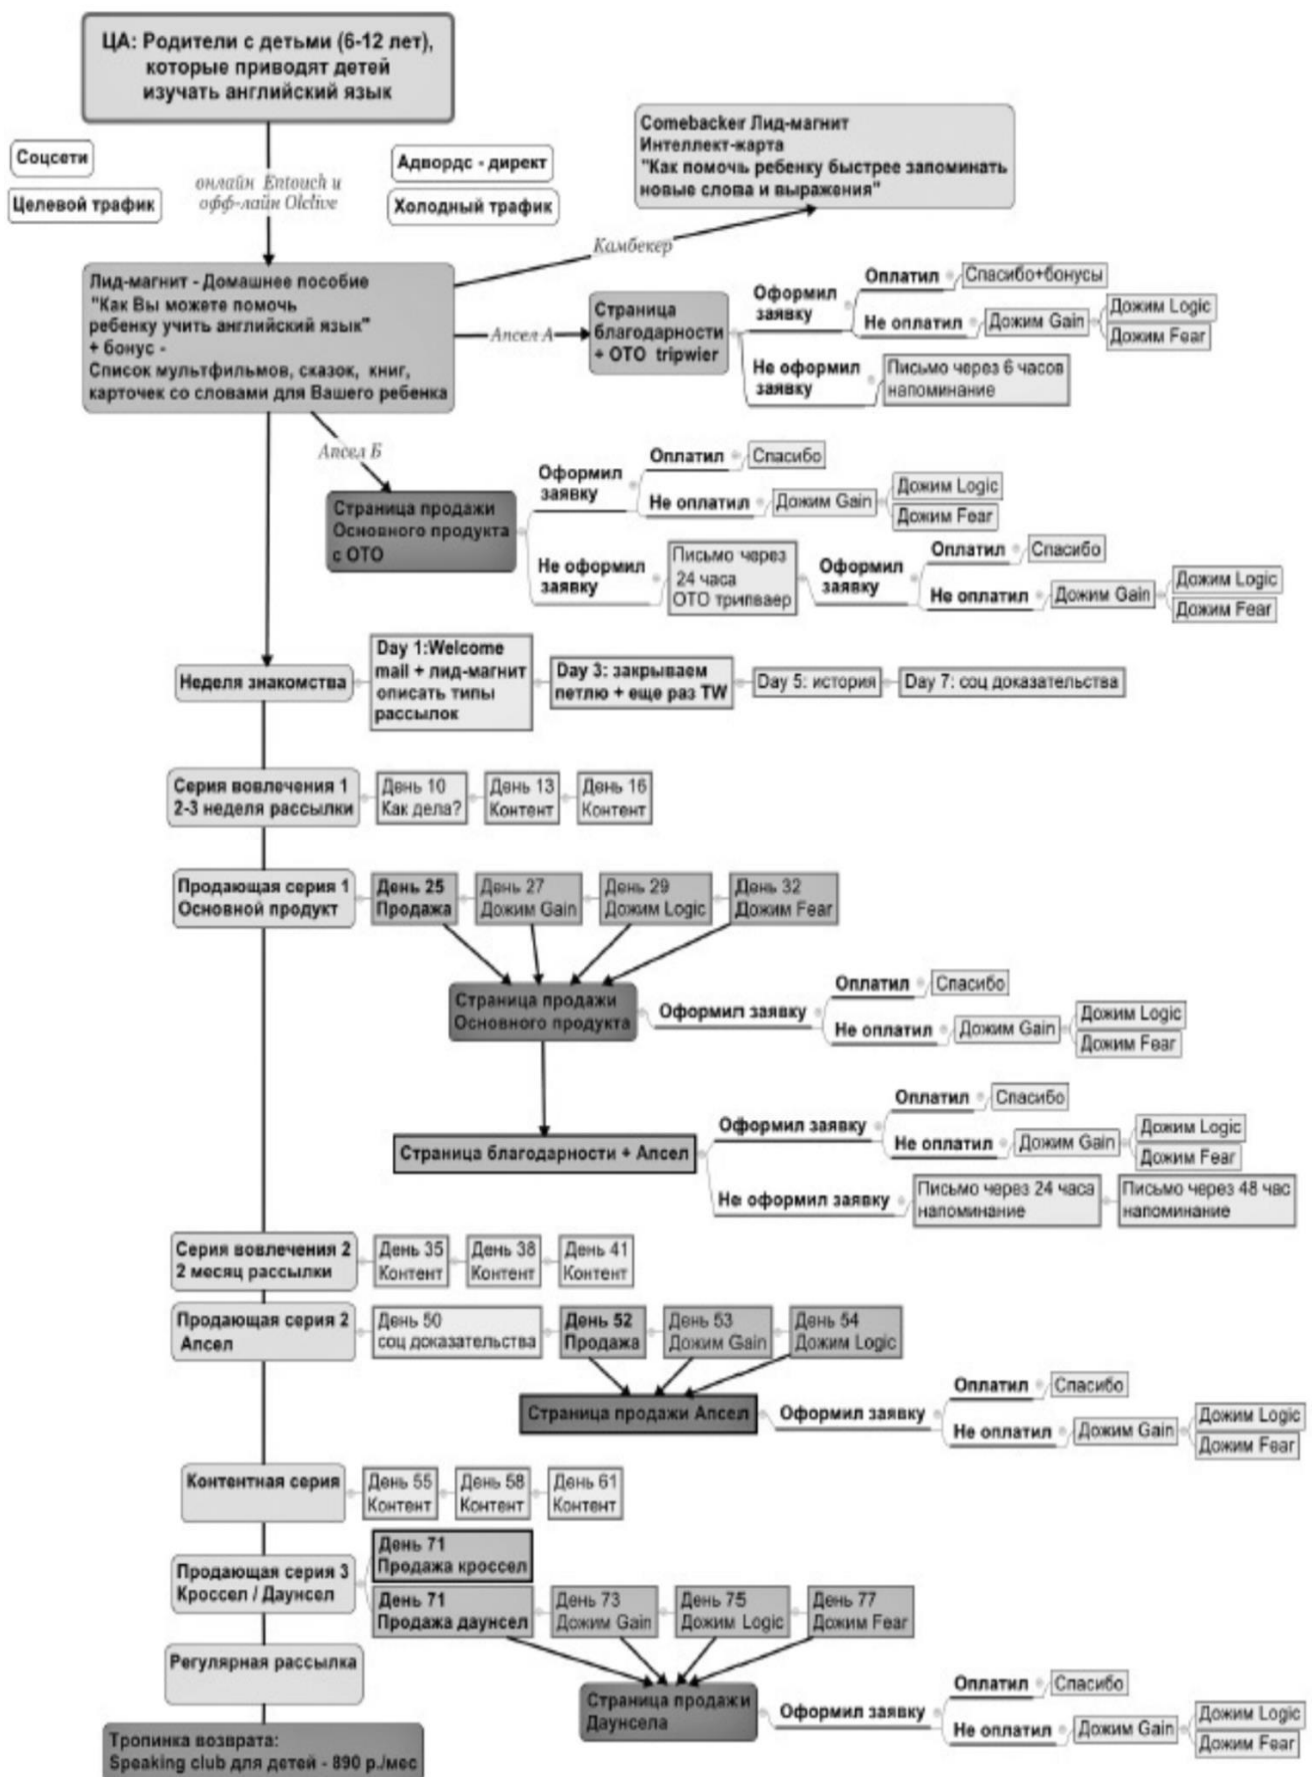 ЦА: Родители с детьми (6-12 лет),
которые приводят детей
изучать английский язык
Соцсети
Целевой трафик
онлайн Entouch и
офф-лайн Olclive
Адвордс - директ
Холодный трафик
Comebacker Лид-магнит
Интеллект-карта
"Как помочь ребенку быстрее запоминать
новые слова и выражения"
Камбекер
Лид-магнит - Домашнее пособие
"Как Вы можете помочь
ребенку учить английский язык"
+ бонус -
Список мультфильмов, сказок, книг,
карточек со словами для Вашего ребенка
Апсел А
Страница
благодарности
+ ОТО tripwier
Оформил
заявку
Оплатил
Спасибо+бонусы
Не оплатил
Дожим Gain
Дожим Logic
Дожим Fear
Не оформил
заявку
Письмо через 6 часов
напоминание
Апсел Б
Страница продажи
Основного продукта
с ОТО
Оформил
заявку
Оплатил
Спасибо
Не оплатил
Дожим Gain
Дожим Logic
Дожим Fear
Не оформил
заявку
Письмо через
24 часа
ОТО трипваер
Оформил
заявку
Оплатил
Спасибо
Не оплатил
Дожим Gain
Дожим Logic
Дожим Fear
Неделя знакомства
Day 1:Welcome
mail + лид-магнит
описать типы
рассылок
Day 3: закрываем
петлю + еще раз TW
Day 5: история
Day 7: соц доказательства
Серия вовлечения 1
2-3 неделя рассылки
День 10
Как дела?
День 13
Контент
День 16
Контент
Продающая серия 1
Основной продукт
День 25
Продажа
День 27
Дожим Gain
День 29
Дожим Logic
День 32
Дожим Fear
Страница продажи
Основного продукта
Оформил заявку
Оплатил
Спасибо
Не оплатил
Дожим Gain
Дожим Logic
Дожим Fear
Страница благодарности + Апсел
Оформил заявку
Оплатил
Спасибо
Не оплатил
Дожим Gain
Дожим Logic
Дожим Fear
Не оформил заявку
Письмо через 24 часа
напоминание
Письмо через 48 час
напоминание
Серия вовлечения 2
2 месяц рассылки
День 35
Контент
День 38
Контент
День 41
Контент
Продающая серия 2
Апсел
День 50
соц доказательства
День 52
Продажа
День 53
Дожим Gain
День 54
Дожим Logic
Страница продажи Апсел
Оформил заявку
Оплатил
Спасибо
Не оплатил
Дожим Gain
Дожим Logic
Дожим Fear
Контентная серия
День 55
Контент
День 58
Контент
День 61
Контент
Продающая серия 3
Кроссел / Даунсел
День 71
Продажа кроссел
День 71
Продажа даунсел
День 73
Дожим Gain
День 75
Дожим Logic
День 77
Дожим Fear
Регулярная рассылка
Страница продажи
Даунсела
Оформил заявку
Оплатил
Спасибо
Не оплатил
Дожим Gain
Дожим Logic
Дожим Fear
Тропинка возврата:
Speaking club для детей - 890 р./мес